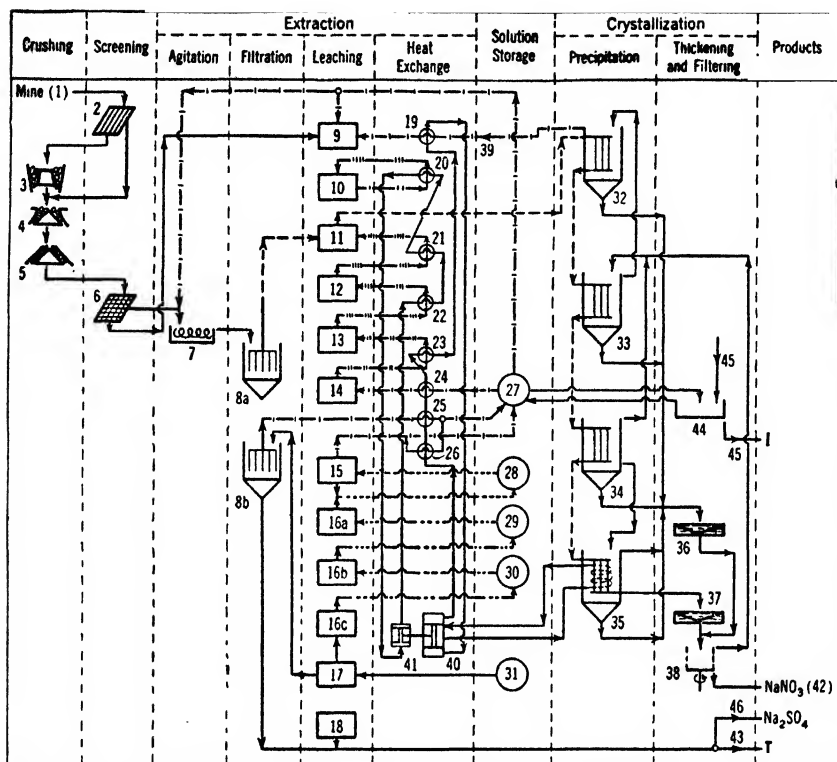 Extraction
Crystallization
Crushing
Screening
Agitation
Filtration
Leaching
Heat Exchange
Solution Storage
Precipitation
Thickening and Filtering
Products
Mine (1)
2
3
4
5
6
7
8a
8b
9
10
11
12
13
14
15
16a
16b
16c
17
18
19
20
21
22
23
24
25
26
41
40
39
27
28
29
30
31
32
33
34
35
45
44
45
36
37
38
I
NaNO3 (42)
46
Na2SO4
43
T